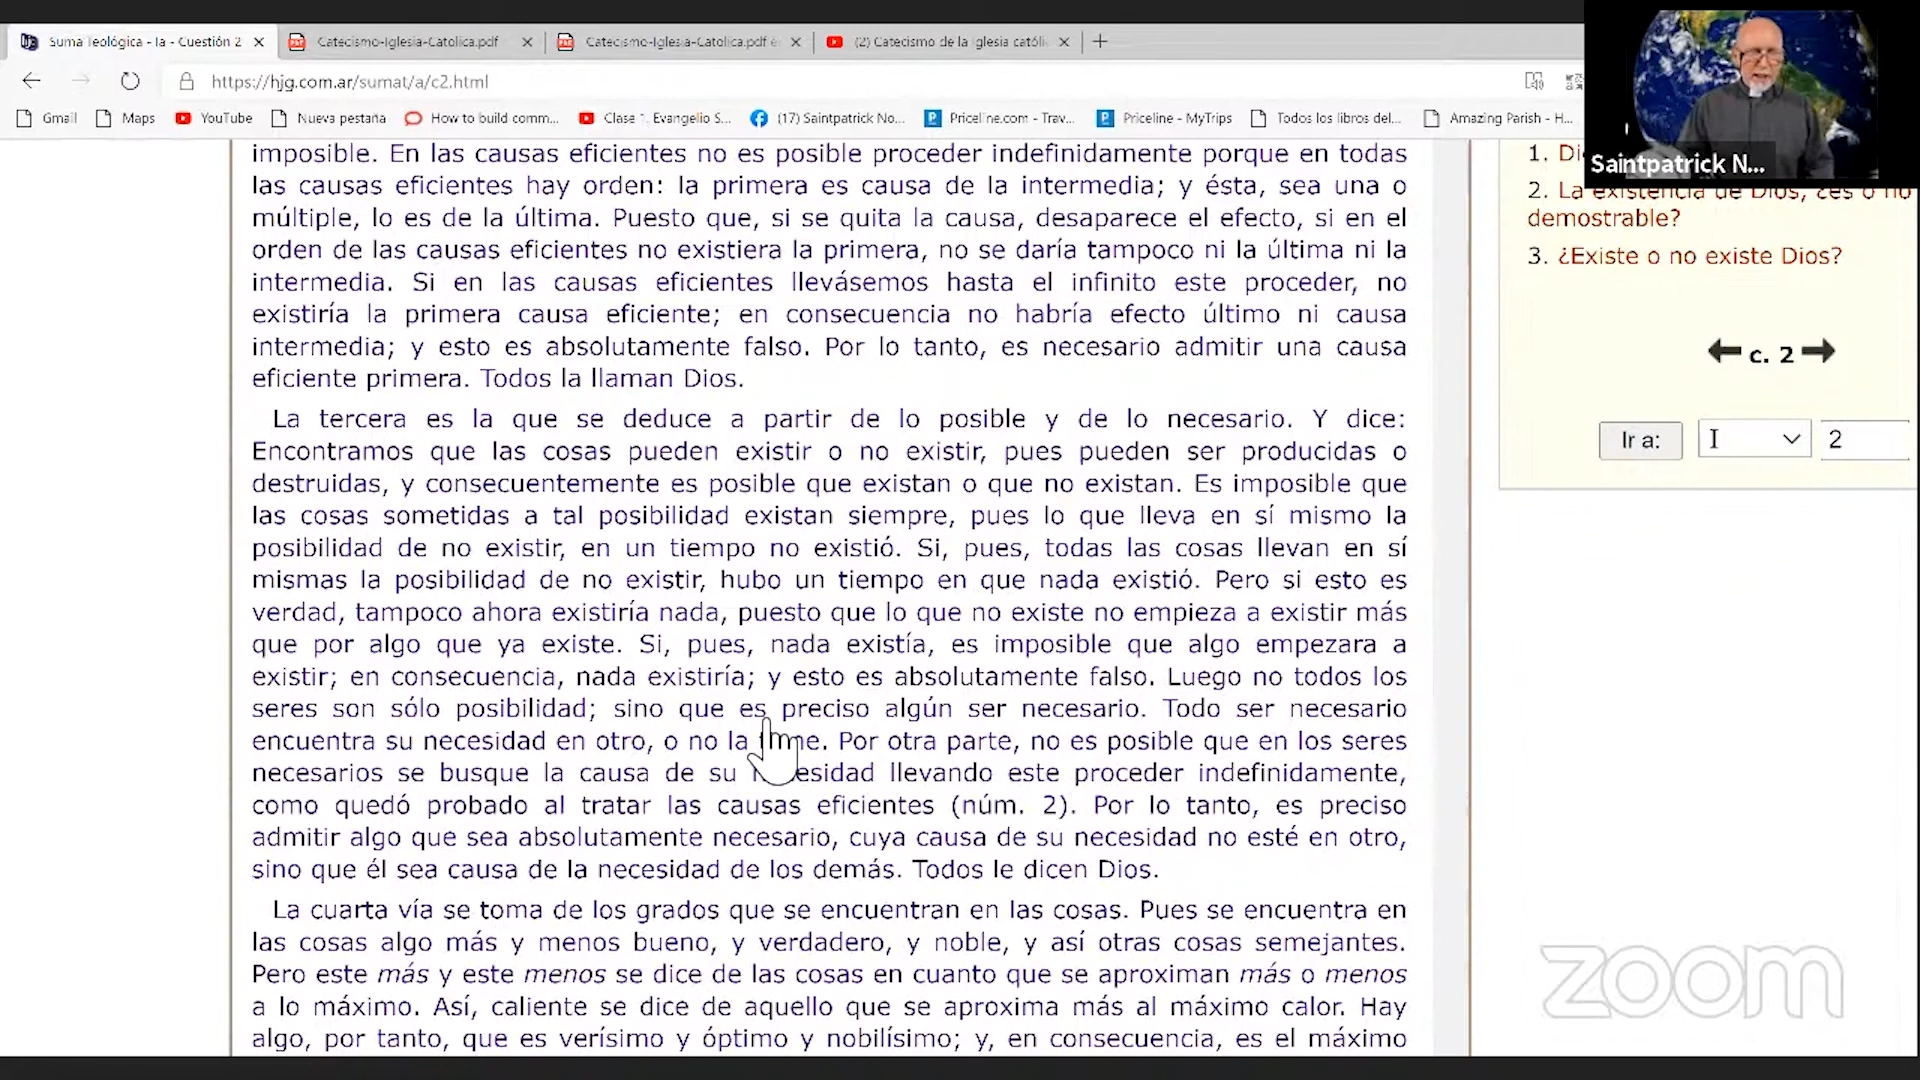 Suma Teológica - Ia - Cuestión 2
Catecismo-Iglesia-Catolica.pdf
Catecismo-Iglesia-Catolica.pdf e
(2) Catecismo de la iglesia católi
https://hjg.com.ar/sumat/a/c2.html
Gmail
Maps
YouTube
Nueva pestaña
How to build comm...
Clase 1. Evangelio S...
(17) Saintpatrick No...
Priceline.com - Trav...
Priceline - MyTrips
Todos los libros del...
Amazing Parish - H...
Saintpatrick N...
imposible. En las causas eficientes no es posible proceder indefinidamente porque en todas
las causas eficientes hay orden: la primera es causa de la intermedia; y ésta, sea una o
múltiple, lo es de la última. Puesto que, si se quita la causa, desaparece el efecto, si en el
orden de las causas eficientes no existiera la primera, no se daría tampoco ni la última ni la
intermedia. Si en las causas eficientes llevásemos hasta el infinito este proceder, no
existiría la primera causa eficiente; en consecuencia no habría efecto último ni causa
intermedia; y esto es absolutamente falso. Por lo tanto, es necesario admitir una causa
eficiente primera. Todos la llaman Dios.
La tercera es la que se deduce a partir de lo posible y de lo necesario. Y dice:
Encontramos que las cosas pueden existir o no existir, pues pueden ser producidas o
destruidas, y consecuentemente es posible que existan o que no existan. Es imposible que
las cosas sometidas a tal posibilidad existan siempre, pues lo que lleva en sí mismo la
posibilidad de no existir, en un tiempo no existió. Si, pues, todas las cosas llevan en sí
mismas la posibilidad de no existir, hubo un tiempo en que nada existió. Pero si esto es
verdad, tampoco ahora existiría nada, puesto que lo que no existe no empieza a existir más
que por algo que ya existe. Si, pues, nada existía, es imposible que algo empezara a
existir; en consecuencia, nada existiría; y esto es absolutamente falso. Luego no todos los
seres son sólo posibilidad; sino que es preciso algún ser necesario. Todo ser necesario
encuentra su necesidad en otro, o no la tiene. Por otra parte, no es posible que en los seres
necesarios se busque la causa de su necesidad llevando este proceder indefinidamente,
como quedó probado al tratar las causas eficientes (núm. 2). Por lo tanto, es preciso
admitir algo que sea absolutamente necesario, cuya causa de su necesidad no esté en otro,
sino que él sea causa de la necesidad de los demás. Todos le dicen Dios.
La cuarta vía se toma de los grados que se encuentran en las cosas. Pues se encuentra en
las cosas algo más y menos bueno, y verdadero, y noble, y así otras cosas semejantes.
Pero este más y este menos se dice de las cosas en cuanto que se aproximan más o menos
a lo máximo. Así, caliente se dice de aquello que se aproxima más al máximo calor. Hay
algo, por tanto, que es verísimo y óptimo y nobilísimo; y, en consecuencia, es el máximo
1. Di
2. La existencia de Dios, ¿es o no
demostrable?
3. ¿Existe o no existe Dios?
c. 2
Ir a:
I
2
zoom